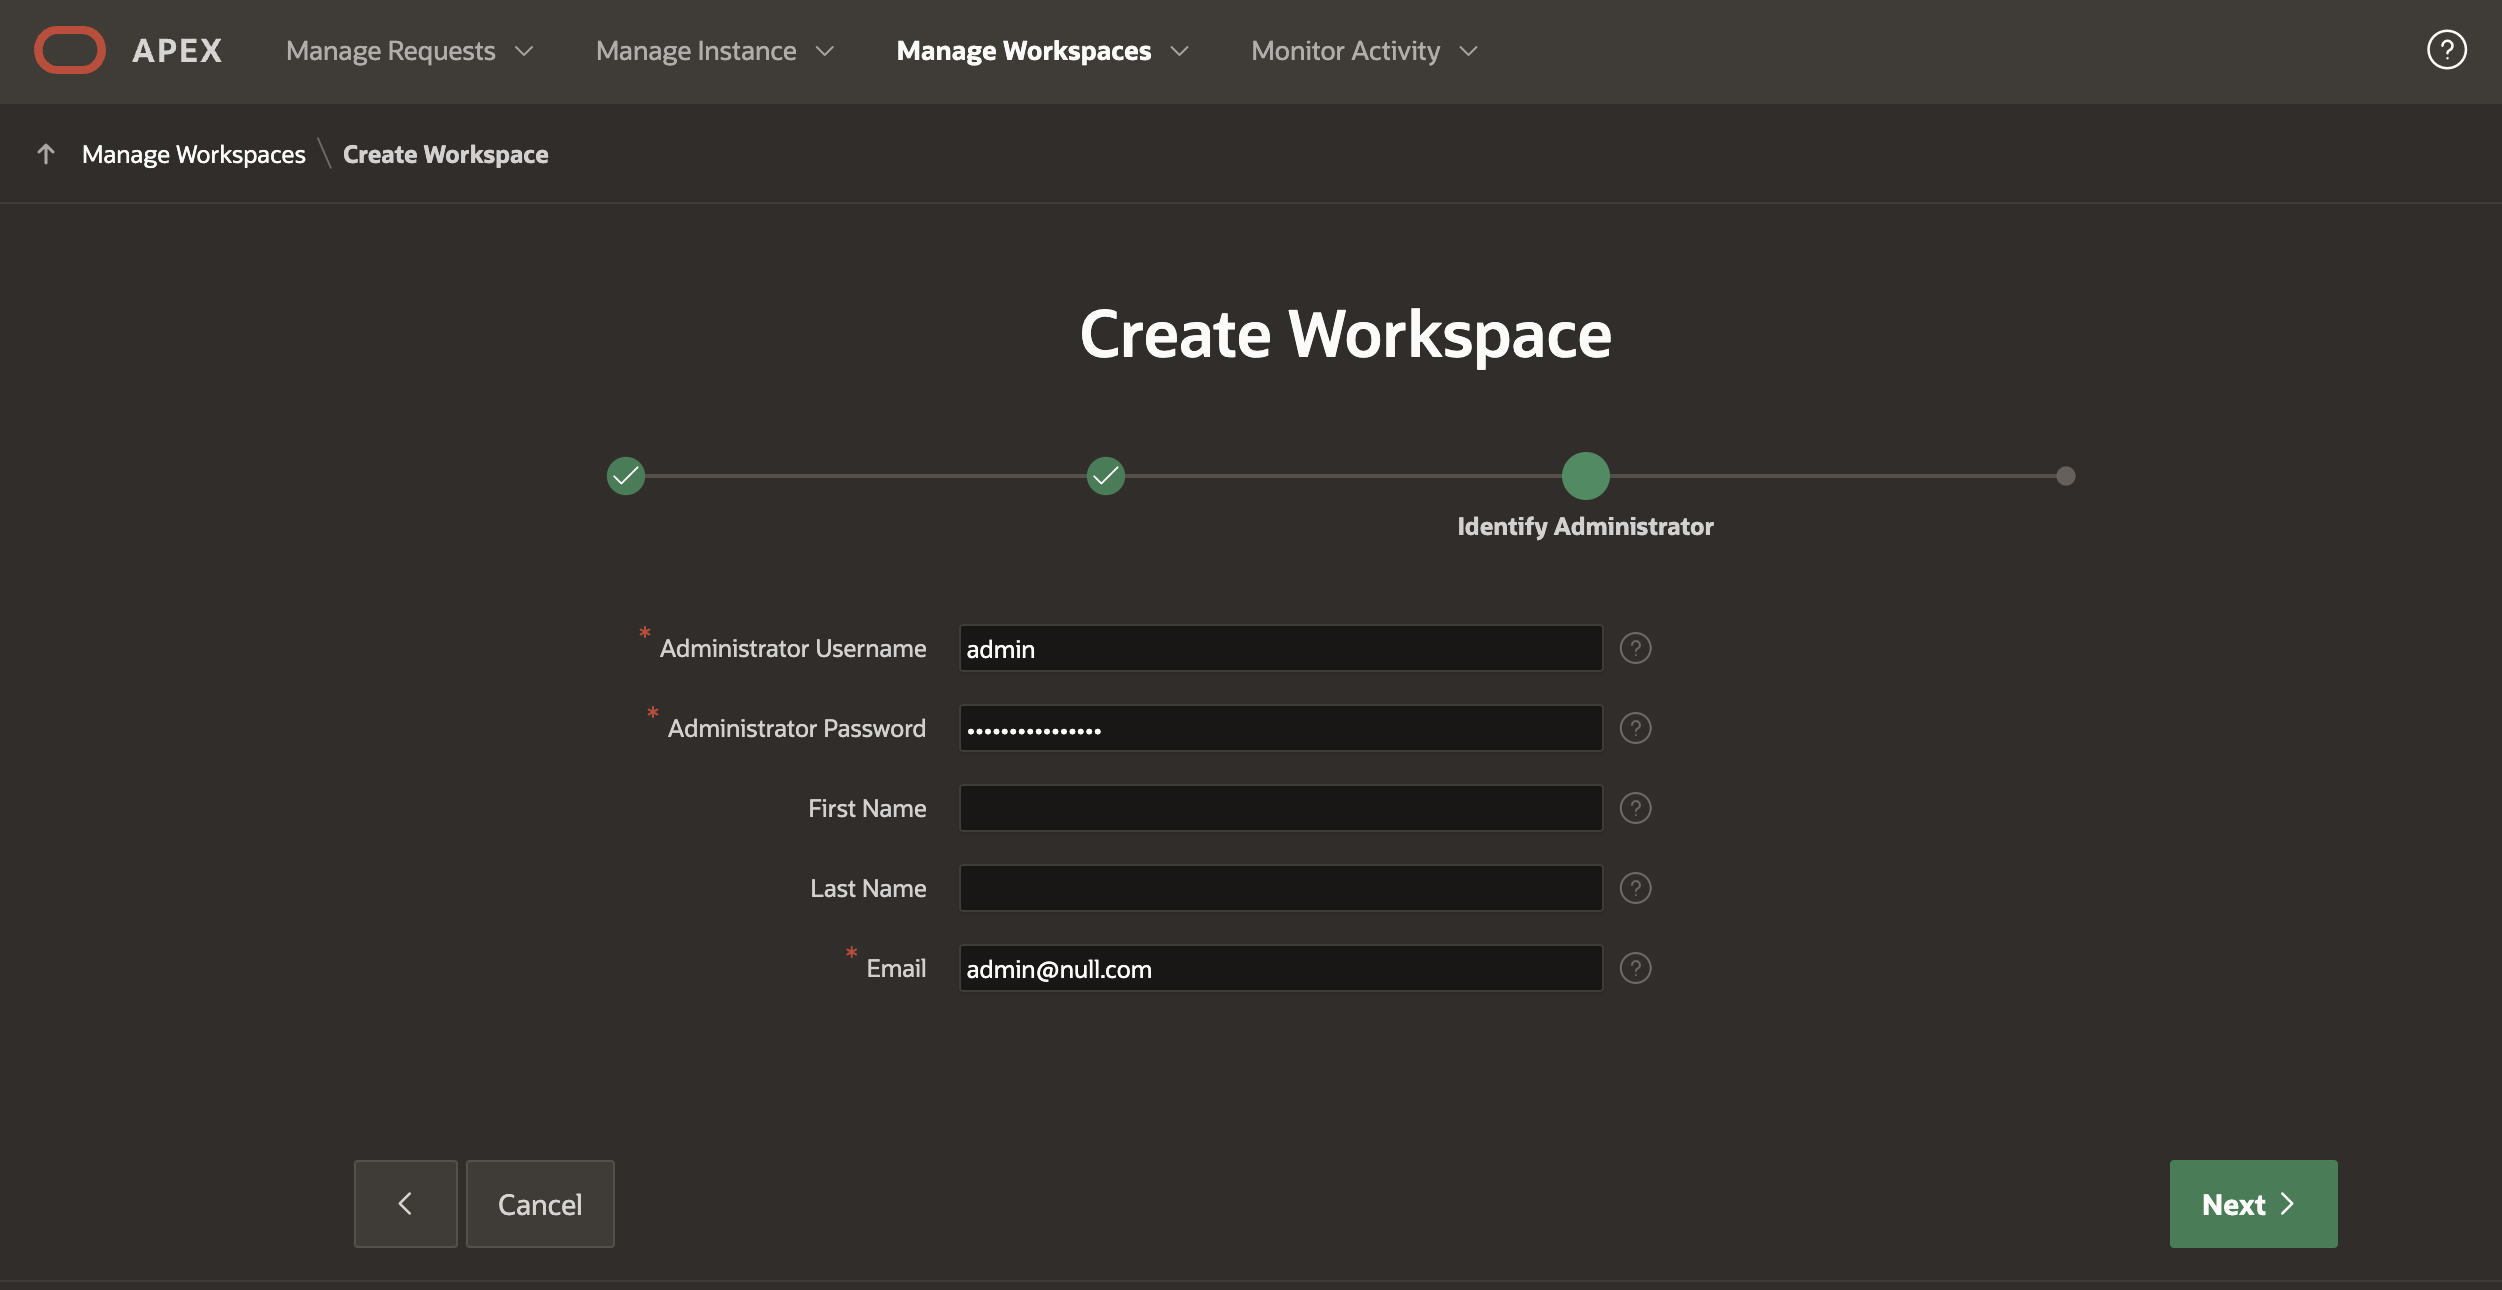 APEX Manage Requests Manage Instance Manage Workspaces Monitor Activity ?
Manage Workspaces \ Create Workspace
Create Workspace
Identify Administrator
* Administrator Username admin ?
* Administrator Password •••••••••••••••• ?
First Name ?
Last Name ?
* Email admin@null.com ?
Cancel Next